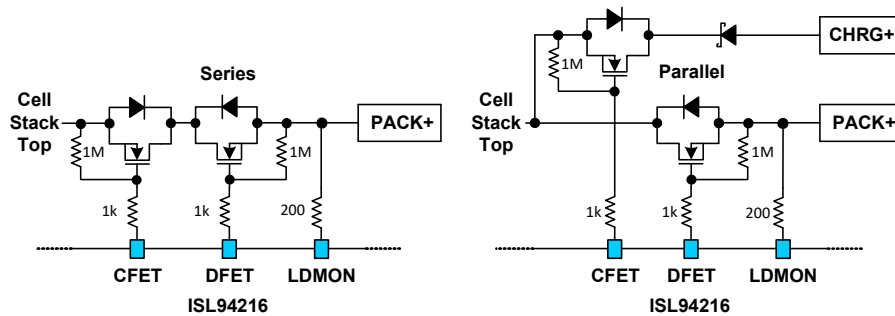 Series
Cell
Stack
Top
1M
1M
PACK+
1k
1k
200
CFET
DFET
LDMON
ISL94216
CHRG+
1M
Parallel
Cell
Stack
Top
PACK+
1M
1k
1k
200
CFET
DFET
LDMON
ISL94216